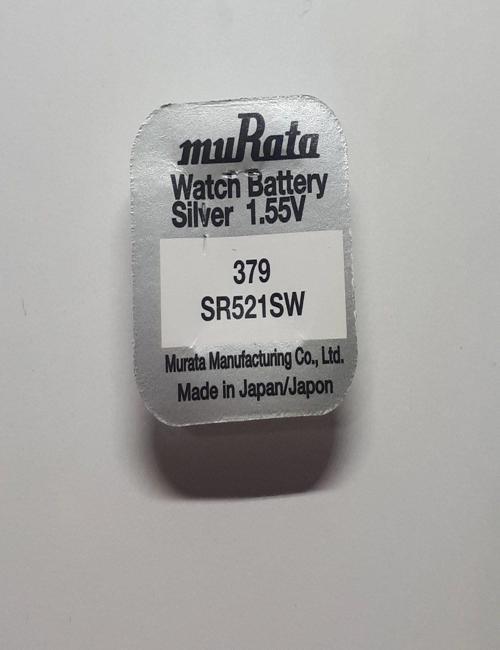 muRata
Watch Battery
Silver 1.55V
379
SR521SW
Murata Manufacturing Co., Ltd.
Made in Japan/Japon